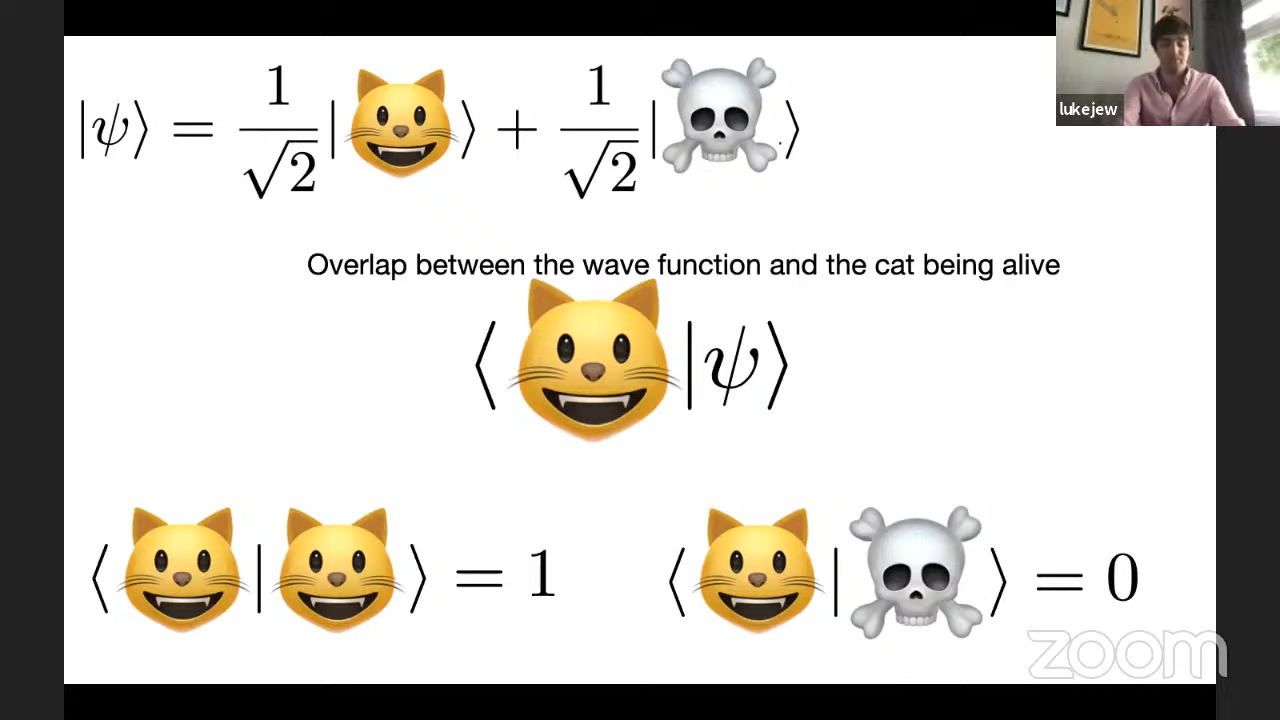 |ψ⟩ = 1/√2 |😺⟩ + 1/√2 |☠️⟩
lukejew
Overlap between the wave function and the cat being alive
⟨😺|ψ⟩
⟨😺|😺⟩ = 1
⟨😺|☠️⟩ = 0
zoom